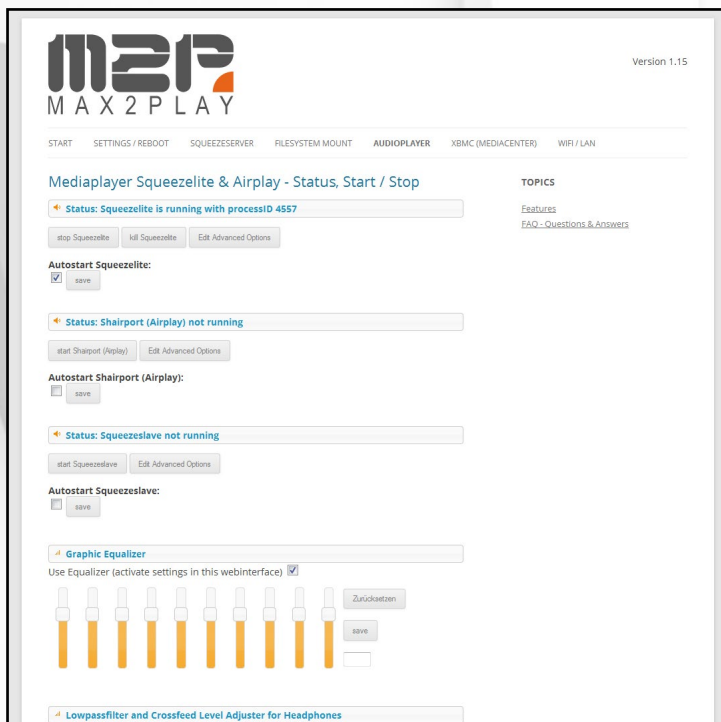 M2P
MAX2PLAY
Version 1.15
START SETTINGS / REBOOT SQUEEZESERVER FILESYSTEM MOUNT AUDIOPLAYER XBMC (MEDIACENTER) WIFI / LAN
Mediaplayer Squeezelite & Airplay - Status, Start / Stop
Status: Squeezelite is running with processID 4557
stop Squeezelite kill Squeezelite Edit Advanced Options
Autostart Squeezelite:
save
Status: Shairport (Airplay) not running
start Shairport (Airplay) Edit Advanced Options
Autostart Shairport (Airplay):
save
Status: Squeezeslave not running
start Squeezeslave Edit Advanced Options
Autostart Squeezeslave:
save
Graphic Equalizer
Use Equalizer (activate settings in this webinterface)
Zurücksetzen
save
Lowpassfilter and Crossfeed Level Adjuster for Headphones
TOPICS
Features
FAQ - Questions & Answers